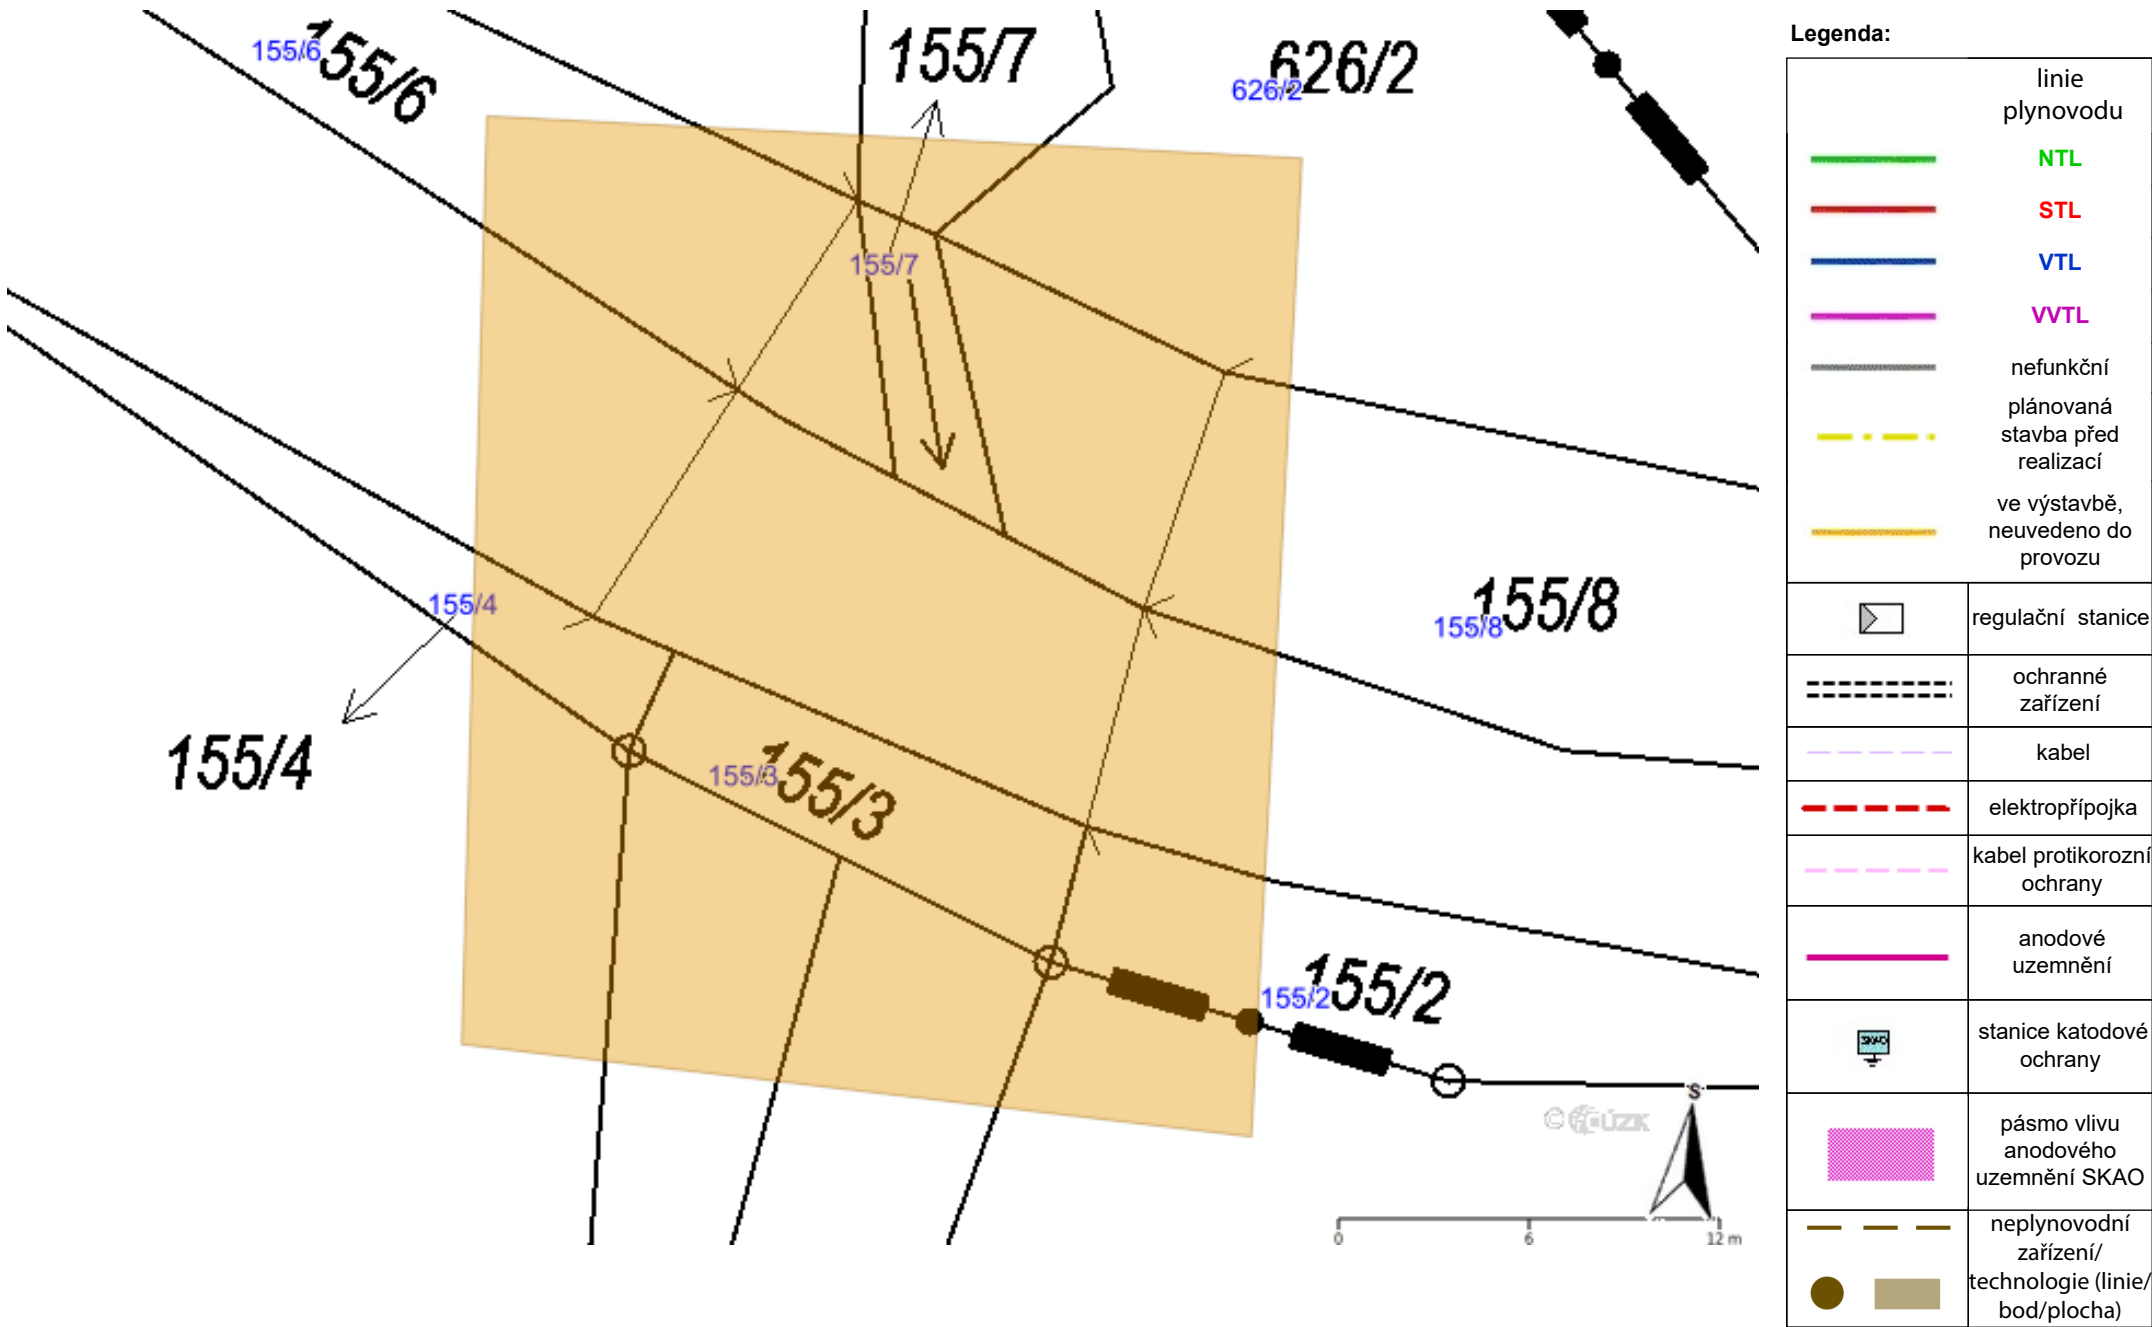 155/6
155/6
155/7
626/2
626/2
155/7
155/8
155/8
155/4
155/4
155/3
155/3
155/2
155/2
© ČÚZK
S
0 6 12 m
Legenda:
linie
plynovodu
NTL
STL
VTL
VVTL
nefunkční
plánovaná
stavba před
realizací
ve výstavbě,
neuvedeno do
provozu
regulační stanice
ochranné
zařízení
kabel
elektropřípojka
kabel protikorozní
ochrany
anodové
uzemnění
SKAO
stanice katodové
ochrany
pásmo vlivu
anodového
uzemnění SKAO
neplynovodní
zařízení/
technologie (linie/
bod/plocha)